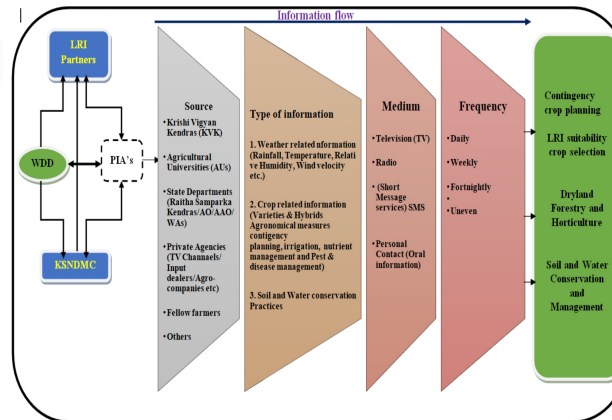 Information flow
LRI
Partners
WDD
PIA's
KSNDMC
Source
•Krishi Vigyan
Kendras (KVK)
•Agricultural
Universities (AUs)
•State Departments
(Raitha Samparka
Kendras/AO/AAO/
WAs)
•Private Agencies
(TV Channels/
Input
dealers/Agro-
companies etc)
•Fellow farmers
•Others
Type of information
1. Weather related information
(Rainfall, Temperature, Relati
ve Humidity, Wind velocity
etc.)
2. Crop related information
(Varieties & Hybrids
Agronomical measures
contigency
planning, irrigation, nutrient
management and Pest &
disease management)
3. Soil and Water conservation
Practices
Medium
•Television (TV)
•Radio
•(Short
Message
services) SMS
•Personal
Contact (Oral
information)
Frequency
•Daily
•Weekly
•Fortnightly
•
•Uneven
Contingency
crop planning
LRI suitability
crop selection
Dryland
Forestry and
Horticulture
Soil and Water
Conservation
and
Management